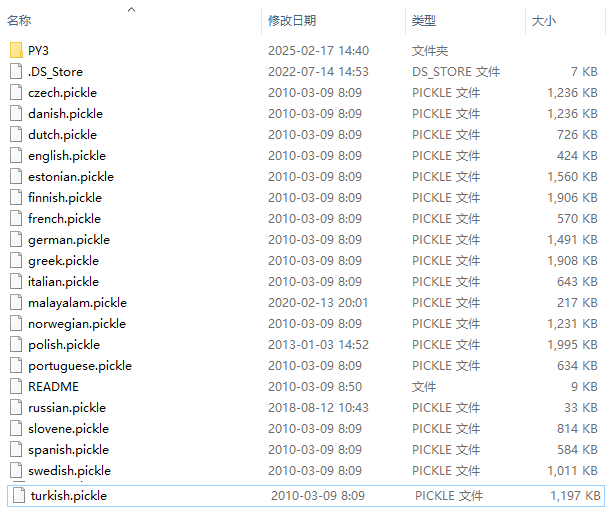 名称 修改日期 类型 大小
PY3 2025-02-17 14:40 文件夹
.DS_Store 2022-07-14 14:53 DS_STORE 文件 7 KB
czech.pickle 2010-03-09 8:09 PICKLE 文件 1,236 KB
danish.pickle 2010-03-09 8:09 PICKLE 文件 1,236 KB
dutch.pickle 2010-03-09 8:09 PICKLE 文件 726 KB
english.pickle 2010-03-09 8:09 PICKLE 文件 424 KB
estonian.pickle 2010-03-09 8:09 PICKLE 文件 1,560 KB
finnish.pickle 2010-03-09 8:09 PICKLE 文件 1,906 KB
french.pickle 2010-03-09 8:09 PICKLE 文件 570 KB
german.pickle 2010-03-09 8:09 PICKLE 文件 1,491 KB
greek.pickle 2010-03-09 8:09 PICKLE 文件 1,908 KB
italian.pickle 2010-03-09 8:09 PICKLE 文件 643 KB
malayalam.pickle 2020-02-13 20:01 PICKLE 文件 217 KB
norwegian.pickle 2010-03-09 8:09 PICKLE 文件 1,231 KB
polish.pickle 2013-01-03 14:52 PICKLE 文件 1,995 KB
portuguese.pickle 2010-03-09 8:09 PICKLE 文件 634 KB
README 2010-03-09 8:50 文件 9 KB
russian.pickle 2018-08-12 10:43 PICKLE 文件 33 KB
slovene.pickle 2010-03-09 8:09 PICKLE 文件 814 KB
spanish.pickle 2010-03-09 8:09 PICKLE 文件 584 KB
swedish.pickle 2010-03-09 8:09 PICKLE 文件 1,011 KB
turkish.pickle 2010-03-09 8:09 PICKLE 文件 1,197 KB